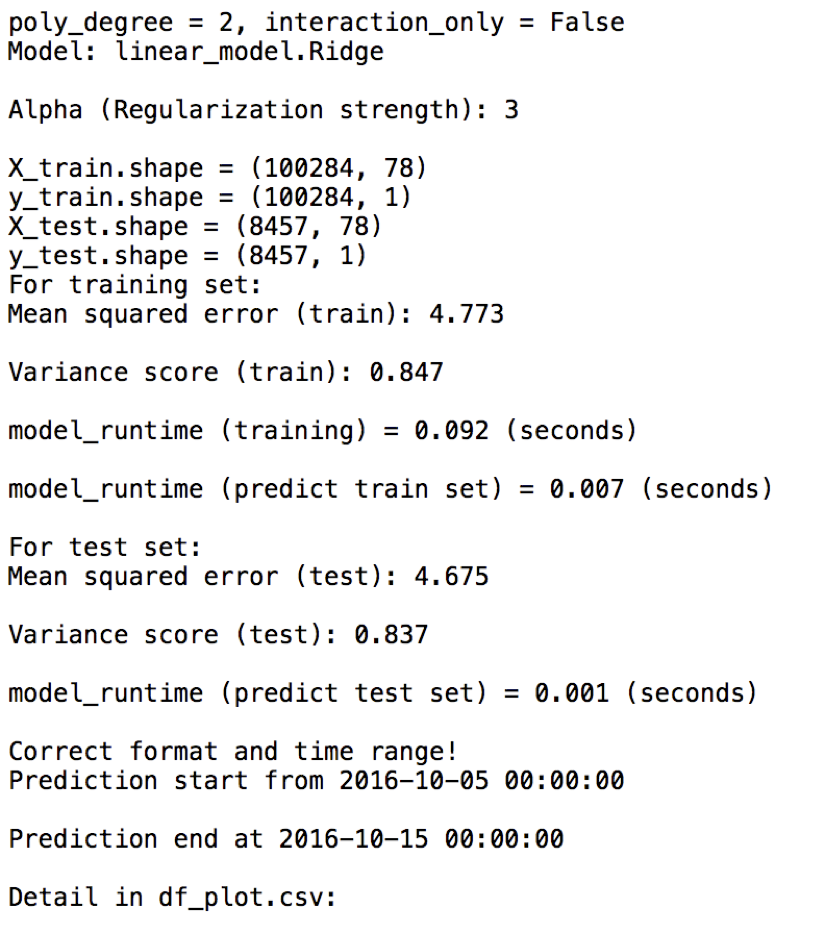 poly_degree = 2, interaction_only = False
Model: linear_model.Ridge
Alpha (Regularization strength): 3
X_train.shape = (100284, 78)
y_train.shape = (100284, 1)
X_test.shape = (8457, 78)
y_test.shape = (8457, 1)
For training set:
Mean squared error (train): 4.773
Variance score (train): 0.847
model_runtime (training) = 0.092 (seconds)
model_runtime (predict train set) = 0.007 (seconds)
For test set:
Mean squared error (test): 4.675
Variance score (test): 0.837
model_runtime (predict test set) = 0.001 (seconds)
Correct format and time range!
Prediction start from 2016-10-05 00:00:00
Prediction end at 2016-10-15 00:00:00
Detail in df_plot.csv: